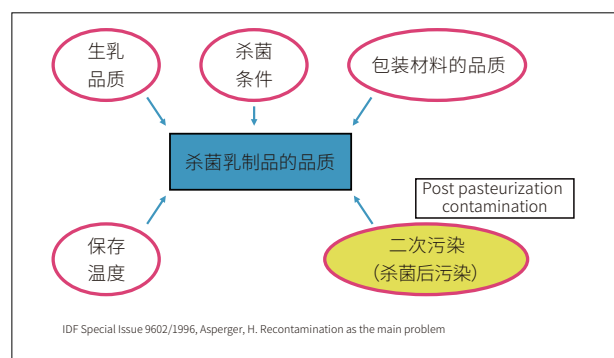 生乳
品质
杀菌
条件
包装材料的品质
杀菌乳制品的品质
Post pasteurization
contamination
保存
温度
二次污染
（杀菌后污染）
IDF Special Issue 9602/1996, Asperger, H. Recontamination as the main problem